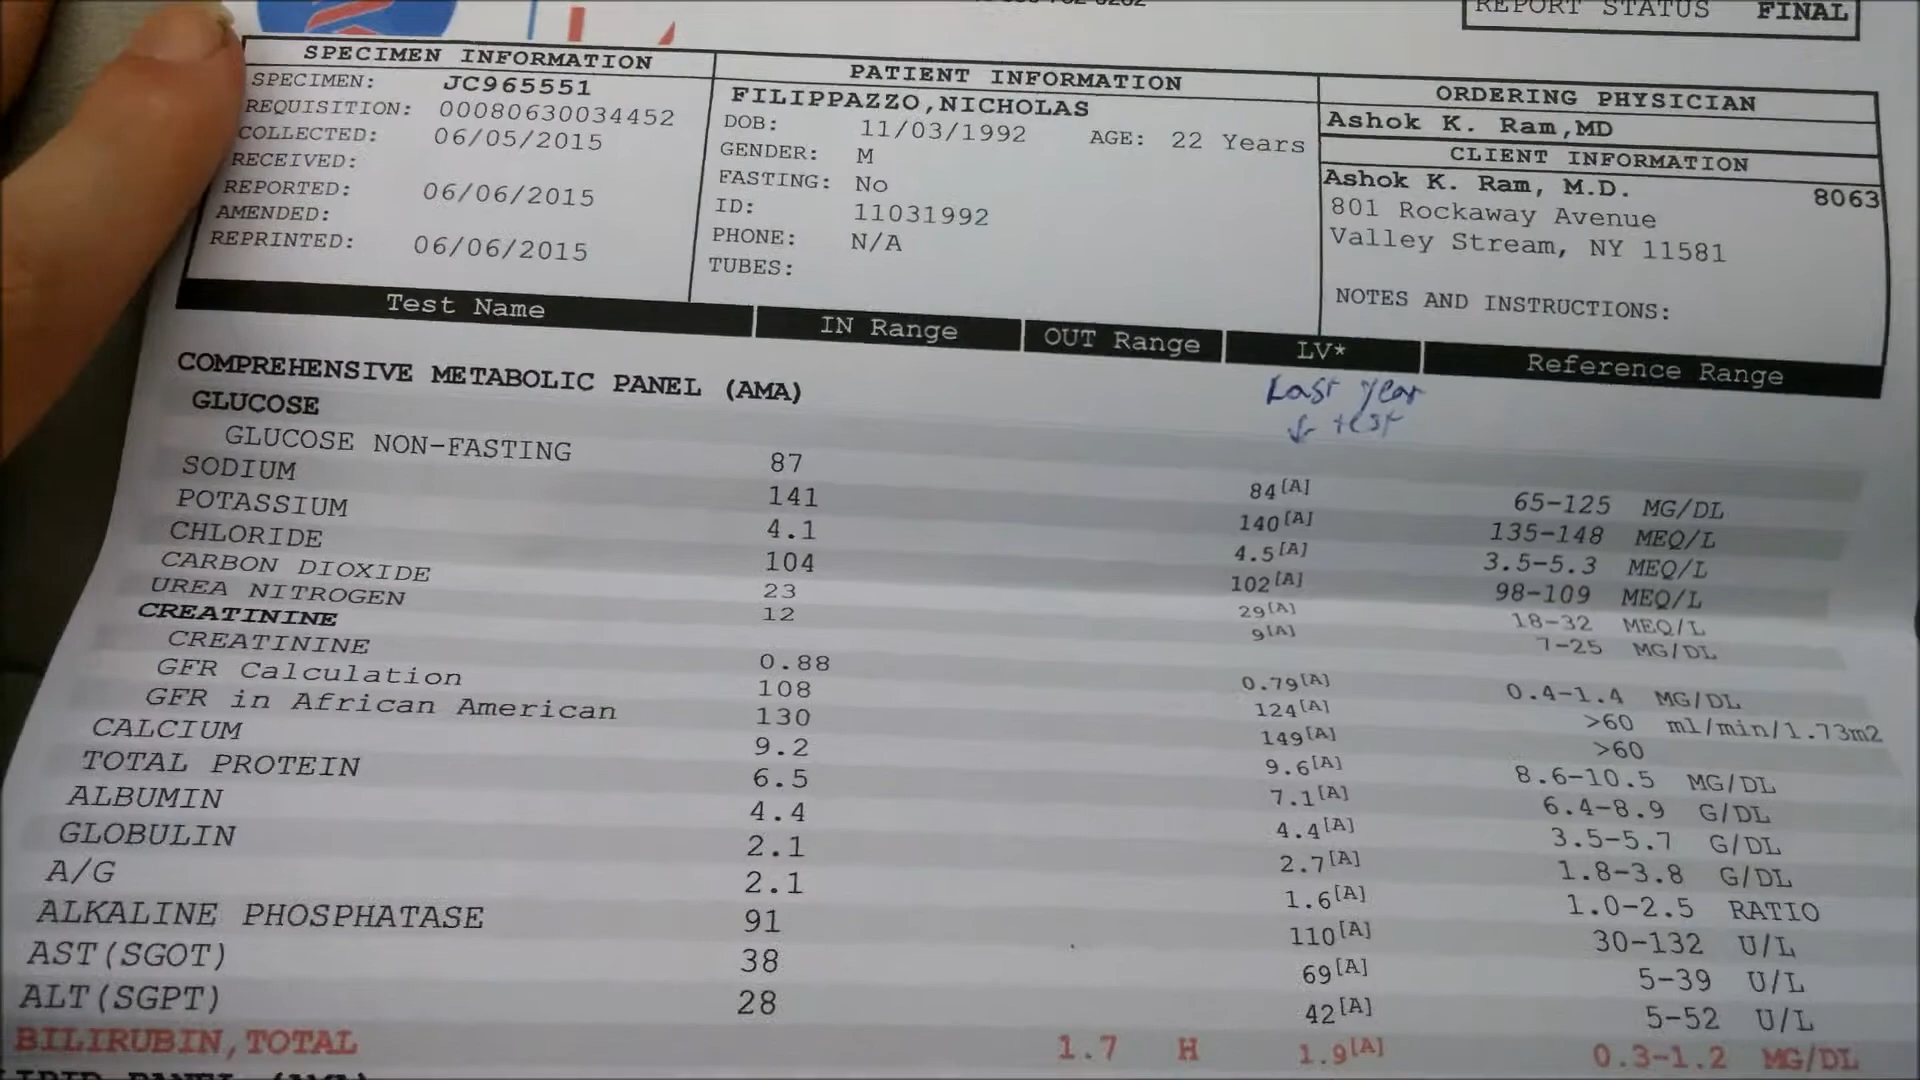 REPORT STATUS FINAL
SPECIMEN INFORMATION
SPECIMEN: JC965551
REQUISITION: 00080630034452
COLLECTED: 06/05/2015
RECEIVED:
REPORTED: 06/06/2015
AMENDED:
REPRINTED: 06/06/2015
PATIENT INFORMATION
FILIPPAZZO,NICHOLAS
DOB: 11/03/1992 AGE: 22 Years
GENDER: M
FASTING: No
ID: 11031992
PHONE: N/A
TUBES:
ORDERING PHYSICIAN
Ashok K. Ram,MD
CLIENT INFORMATION
Ashok K. Ram, M.D. 8063
801 Rockaway Avenue
Valley Stream, NY 11581
NOTES AND INSTRUCTIONS:
Test Name IN Range OUT Range LV* Reference Range
Last year
↓ test
COMPREHENSIVE METABOLIC PANEL (AMA)
GLUCOSE
GLUCOSE NON-FASTING 87 84[A] 65-125 MG/DL
SODIUM 141 140[A] 135-148 MEQ/L
POTASSIUM 4.1 4.5[A] 3.5-5.3 MEQ/L
CHLORIDE 104 102[A] 98-109 MEQ/L
CARBON DIOXIDE 23 29[A] 18-32 MEQ/L
UREA NITROGEN 12 9[A] 7-25 MG/DL
CREATININE
CREATININE 0.88 0.79[A] 0.4-1.4 MG/DL
GFR Calculation 108 124[A] >60 ml/min/1.73m2
GFR in African American 130 149[A] >60
CALCIUM 9.2 9.6[A] 8.6-10.5 MG/DL
TOTAL PROTEIN 6.5 7.1[A] 6.4-8.9 G/DL
ALBUMIN 4.4 4.4[A] 3.5-5.7 G/DL
GLOBULIN 2.1 2.7[A] 1.8-3.8 G/DL
A/G 2.1 1.6[A] 1.0-2.5 RATIO
ALKALINE PHOSPHATASE 91 110[A] 30-132 U/L
AST(SGOT) 38 69[A] 5-39 U/L
ALT(SGPT) 28 42[A] 5-52 U/L
BILIRUBIN,TOTAL 1.7 H 1.9[A] 0.3-1.2 MG/DL